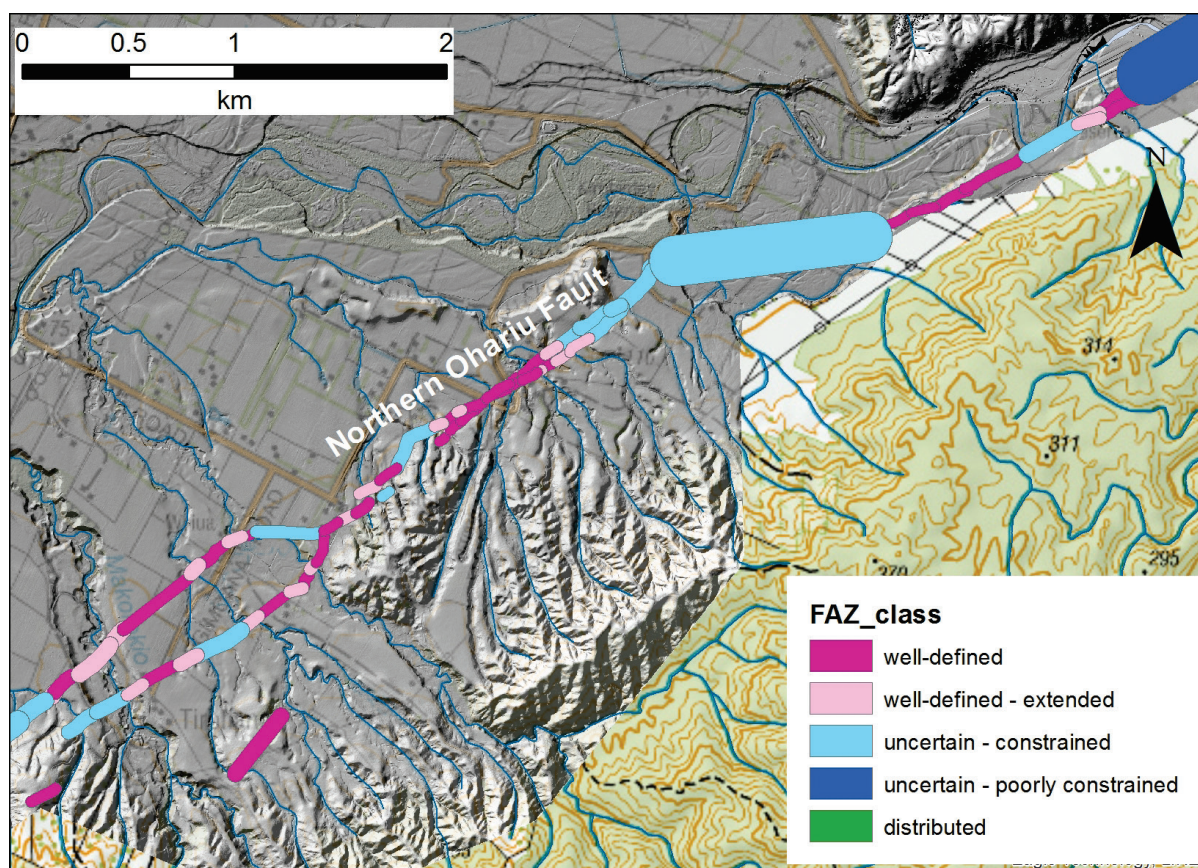 0 0.5 1 2
km
N
Northern Ohariu Fault
314
311
295
FAZ_class
well-defined
well-defined - extended
uncertain - constrained
uncertain - poorly constrained
distributed